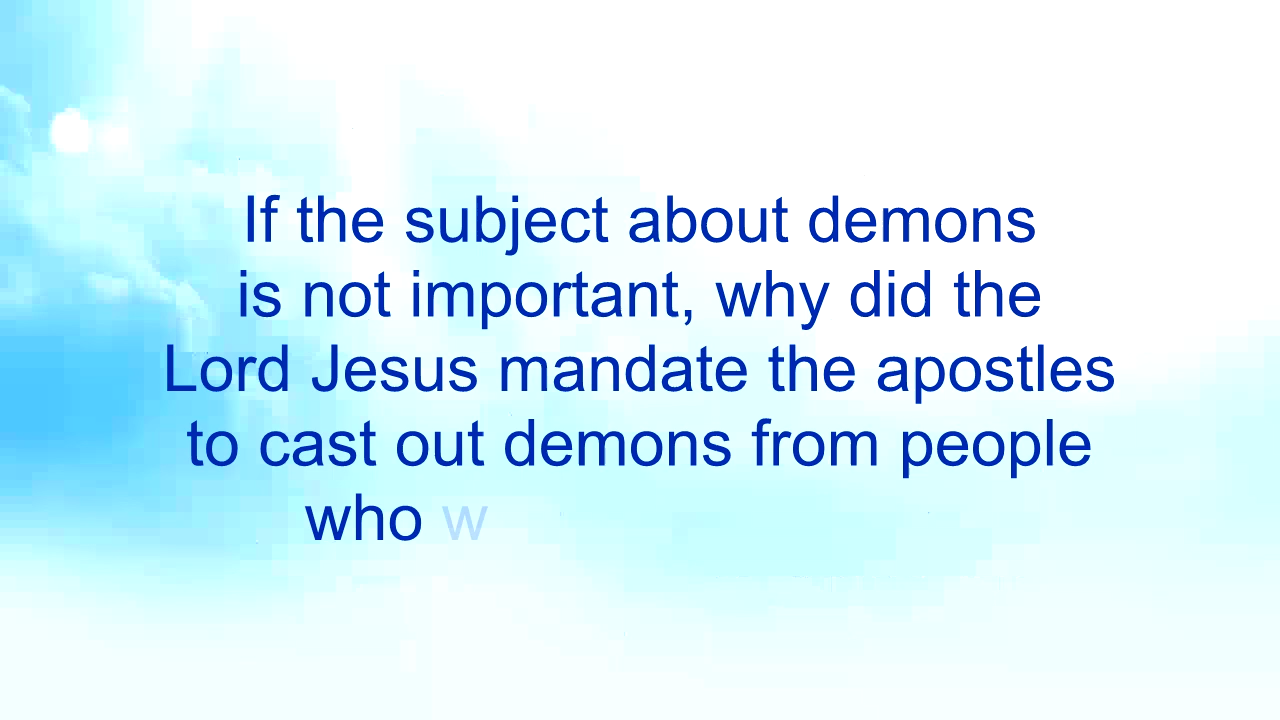 If the subject about demons
is not important, why did the
Lord Jesus mandate the apostles
to cast out demons from people
who w